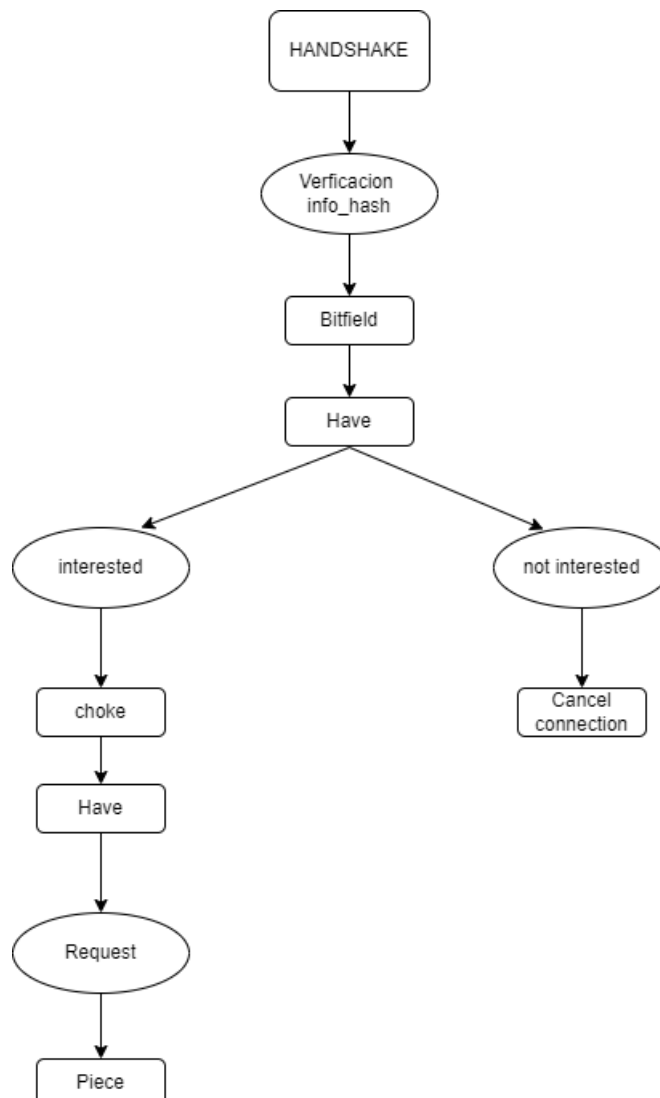 HANDSHAKE
Verficacion
info_hash
Bitfield
Have
interested
not interested
choke
Cancel
connection
Have
Request
Piece